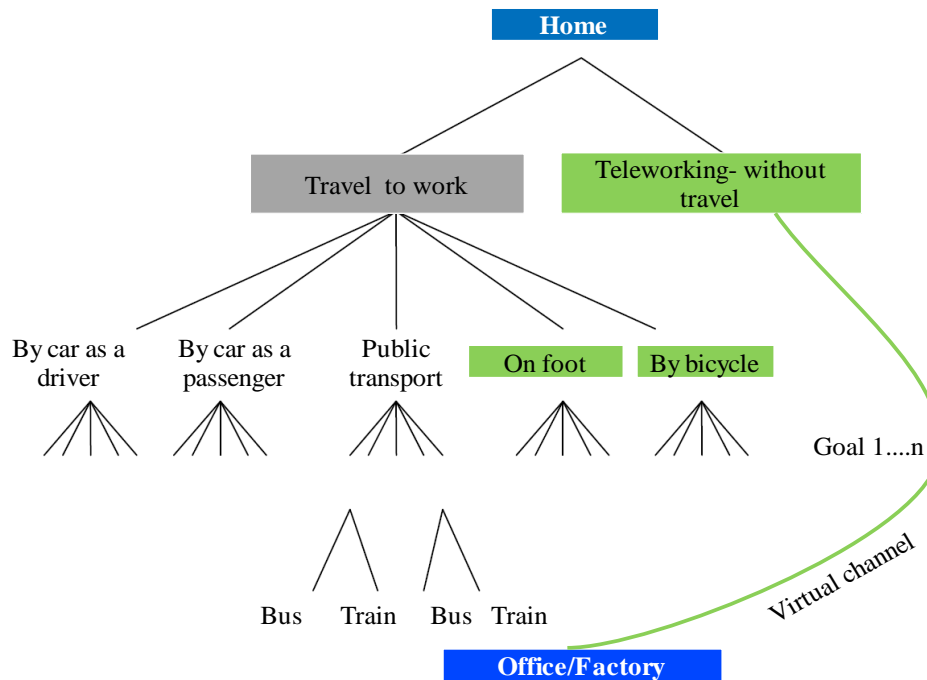 Home
Travel to work
Teleworking- without
travel
By car as a
driver
By car as a
passenger
Public
transport
On foot
By bicycle
Goal 1....n
Virtual channel
Bus
Train
Bus
Train
Office/Factory